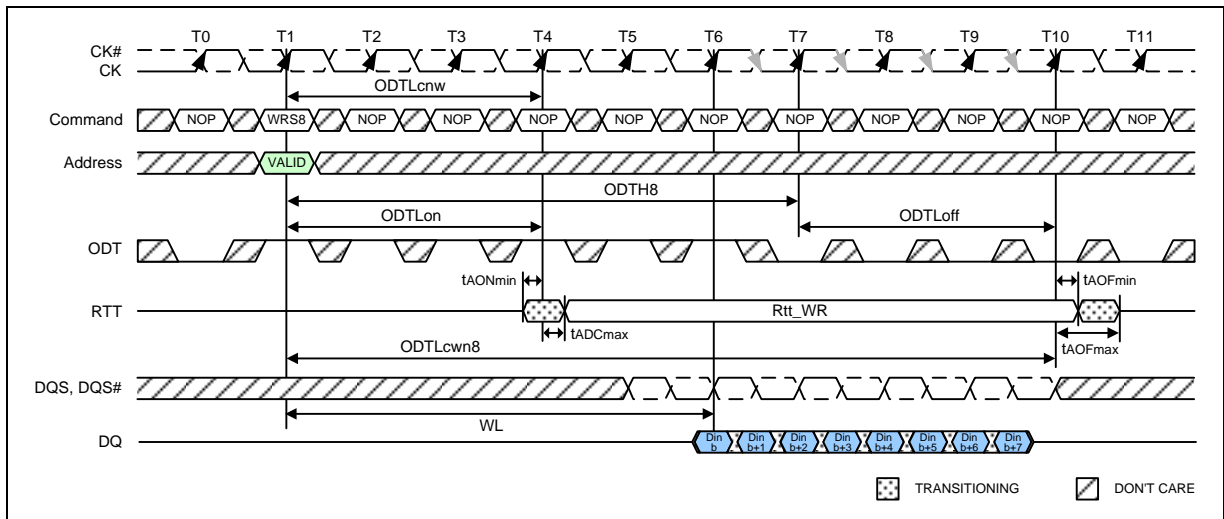 T0 T1 T2 T3 T4 T5 T6 T7 T8 T9 T10 T11
CK#
CK
ODTLcnw
Command NOP WRS8 NOP NOP NOP NOP NOP NOP NOP NOP NOP NOP
Address VALID
ODTH8
ODTLon ODTLoff
ODT
tAONmin tAOFmin
RTT Rtt_WR
tADCmax tAOFmax
ODTLcwn8
DQS, DQS#
WL
DQ Din b Din b+1 Din b+2 Din b+3 Din b+4 Din b+5 Din b+6 Din b+7
TRANSITIONING DON'T CARE